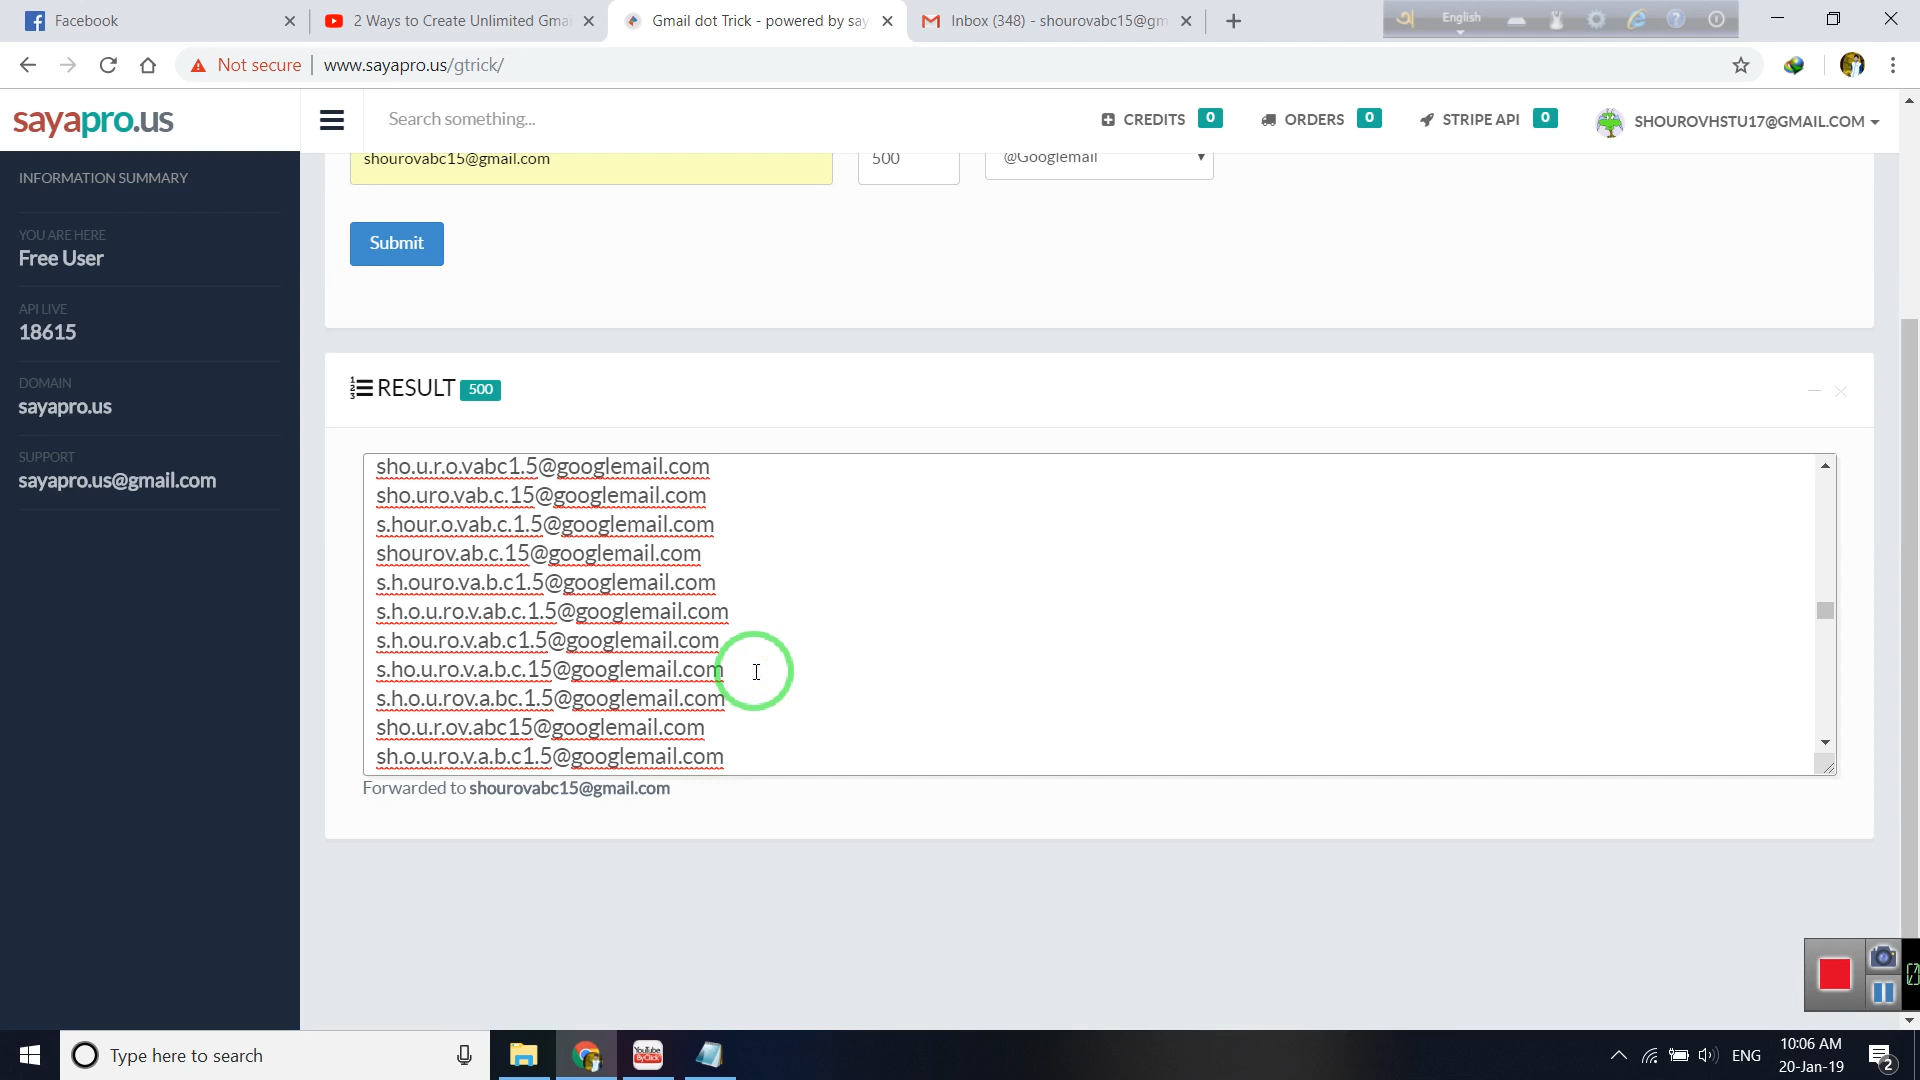 Facebook
2 Ways to Create Unlimited Gma
Gmail dot Trick - powered by say
Inbox (348) - shourovabc15@gm
English
Not secure
www.sayapro.us/gtrick/
sayapro.us
Search something...
CREDITS 0
ORDERS 0
STRIPE API 0
SHOUROVHSTU17@GMAIL.COM
INFORMATION SUMMARY
YOU ARE HERE
Free User
API LIVE
18615
DOMAIN
sayapro.us
SUPPORT
sayapro.us@gmail.com
shourovabc15@gmail.com
500
@Googlemail
Submit
RESULT 500
sho.u.r.o.vabc1.5@googlemail.com
sho.uro.vab.c.15@googlemail.com
s.hour.o.vab.c.1.5@googlemail.com
shourov.ab.c.15@googlemail.com
s.h.ouro.va.b.c1.5@googlemail.com
s.h.o.u.ro.v.ab.c.1.5@googlemail.com
s.h.ou.ro.v.ab.c1.5@googlemail.com
s.ho.u.ro.v.a.b.c.15@googlemail.com
s.h.o.u.rov.a.bc.1.5@googlemail.com
sho.u.r.ov.abc15@googlemail.com
sh.o.u.ro.v.a.b.c1.5@googlemail.com
Forwarded to shourovabc15@gmail.com
Type here to search
YouTube
ByClick
ENG
10:06 AM
20-Jan-19
2